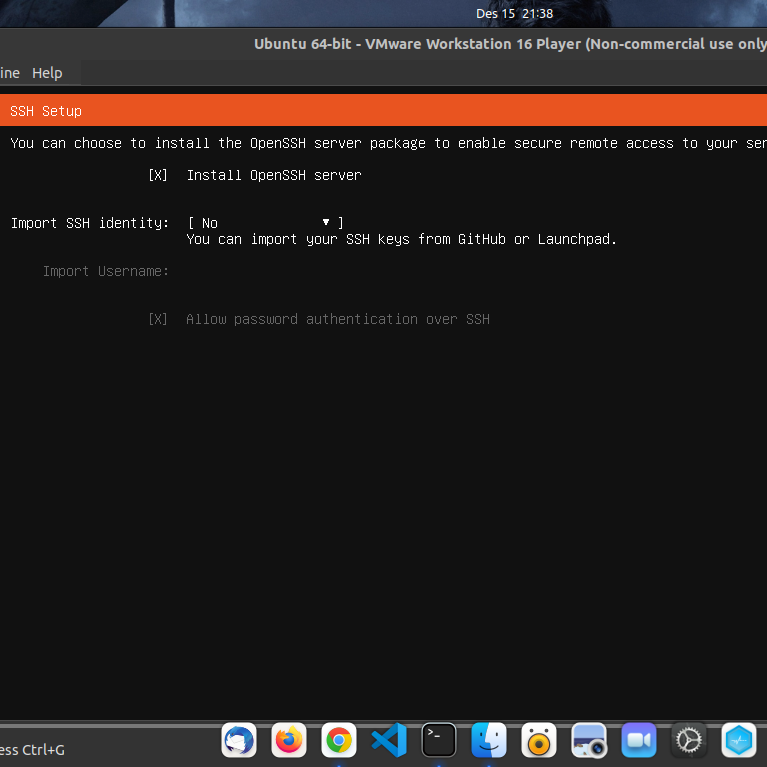 Des 15 21:38
Ubuntu 64-bit - VMware Workstation 16 Player (Non-commercial use only
ine Help
SSH Setup
You can choose to install the OpenSSH server package to enable secure remote access to your ser
[X] Install OpenSSH server
Import SSH identity: [ No ▼ ]
You can import your SSH keys from GitHub or Launchpad.
Import Username:
[X] Allow password authentication over SSH
ess Ctrl+G